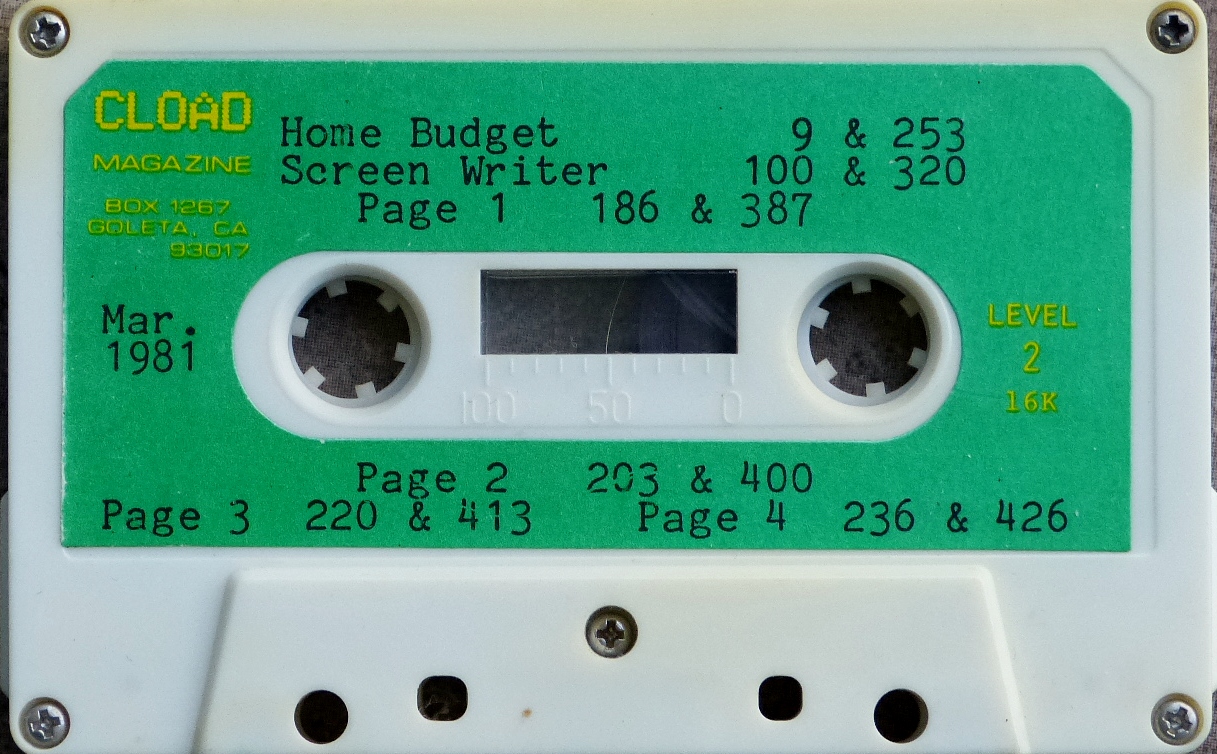 CLOAD
MAGAZINE
BOX 1267
GOLETA, CA
93017
Home Budget 9 & 253
Screen Writer 100 & 320
Page 1 186 & 387
Mar.
1981
LEVEL
2
16K
100 50 0
Page 2 203 & 400
Page 3 220 & 413 Page 4 236 & 426